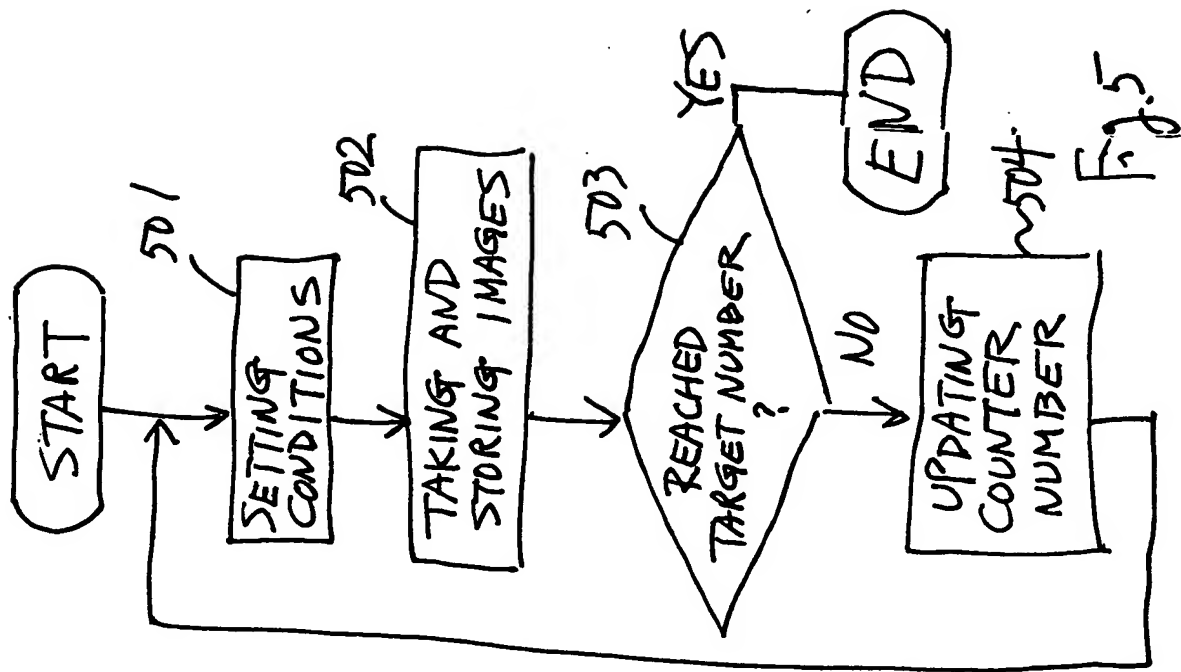 START
501
SETTING
CONDITIONS
502
TAKING AND
STORING IMAGES
503
REACHED
TARGET NUMBER
?
YES
END
NO
504
UPDATING
COUNTER
NUMBER
Fig. 5